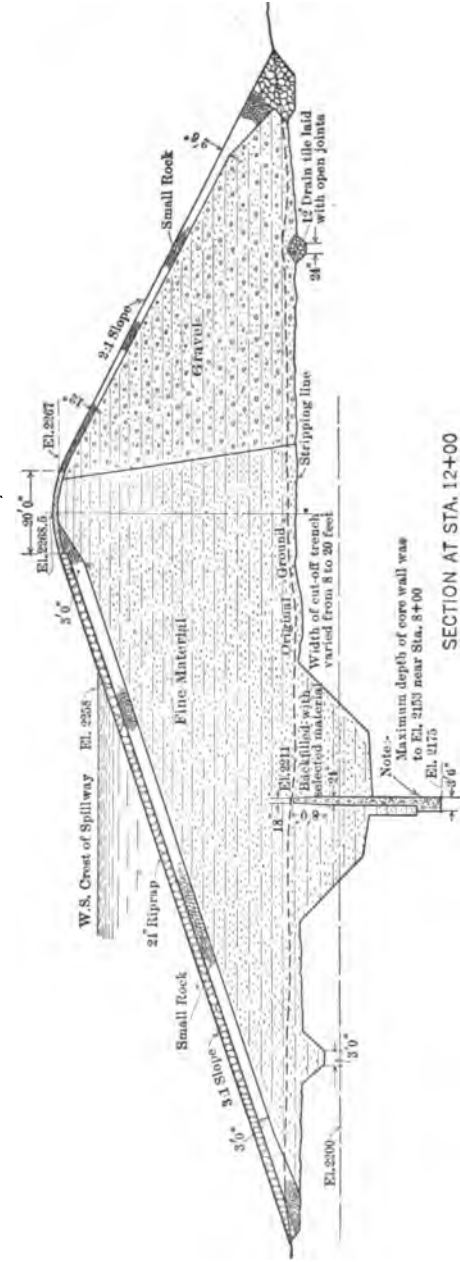 El. 2267
20' 0"
El.2268.5
3' 0"
12"
2:1 Slope
Small Rock
2' 6"
W.S. Crest of Spillway El. 2258
21" Riprap
Small Rock
3:1 Slope
3' 0"
Fine Material
Gravel
12" Drain tile laid
with open joints
24"
Stripping line
Original Ground
El.2211
Backfilled with
selected material
Width of cut-off trench
varied from 8 to 20 feet
18"
24"
El.2200
3' 0"
Note:-
Maximum depth of core wall was
to El. 2153 near Sta. 8+00
El. 2175
3' 6"
SECTION AT STA. 12+00